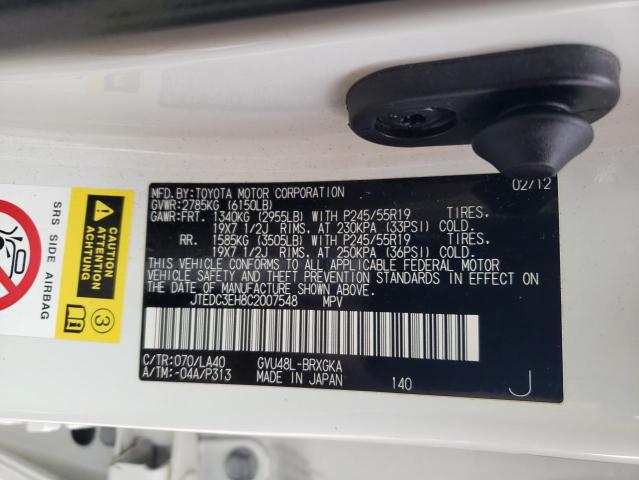 02/12
MFD.BY:TOYOTA MOTOR CORPORATION
GVWR:2785KG (6150LB)
GAWR:FRT. 1340KG (2955LB) WITH P245/55R19 TIRES.
19X7 1/2J RIMS. AT 230KPA (33PSI) COLD.
RR. 1585KG (3505LB) WITH P245/55R19 TIRES.
19X7 1/2J RIMS. AT 250KPA (36PSI) COLD.
THIS VEHICLE CONFORMS TO ALL APPLICABLE FEDERAL MOTOR
VEHICLE SAFETY AND THEFT PREVENTION STANDARDS IN EFFECT ON
THE DATE OF MANUFACTURE SHOWN ABOVE.
JTEDC3EH8C2007548 MPV
C/TR:070/LA40 GVU48L-BRXGKA
A/TM:-04A/P313 MADE IN JAPAN 140 J
SRS SIDE AIRBAG
CAUTION
ATTENTION
ACHTUNG
3